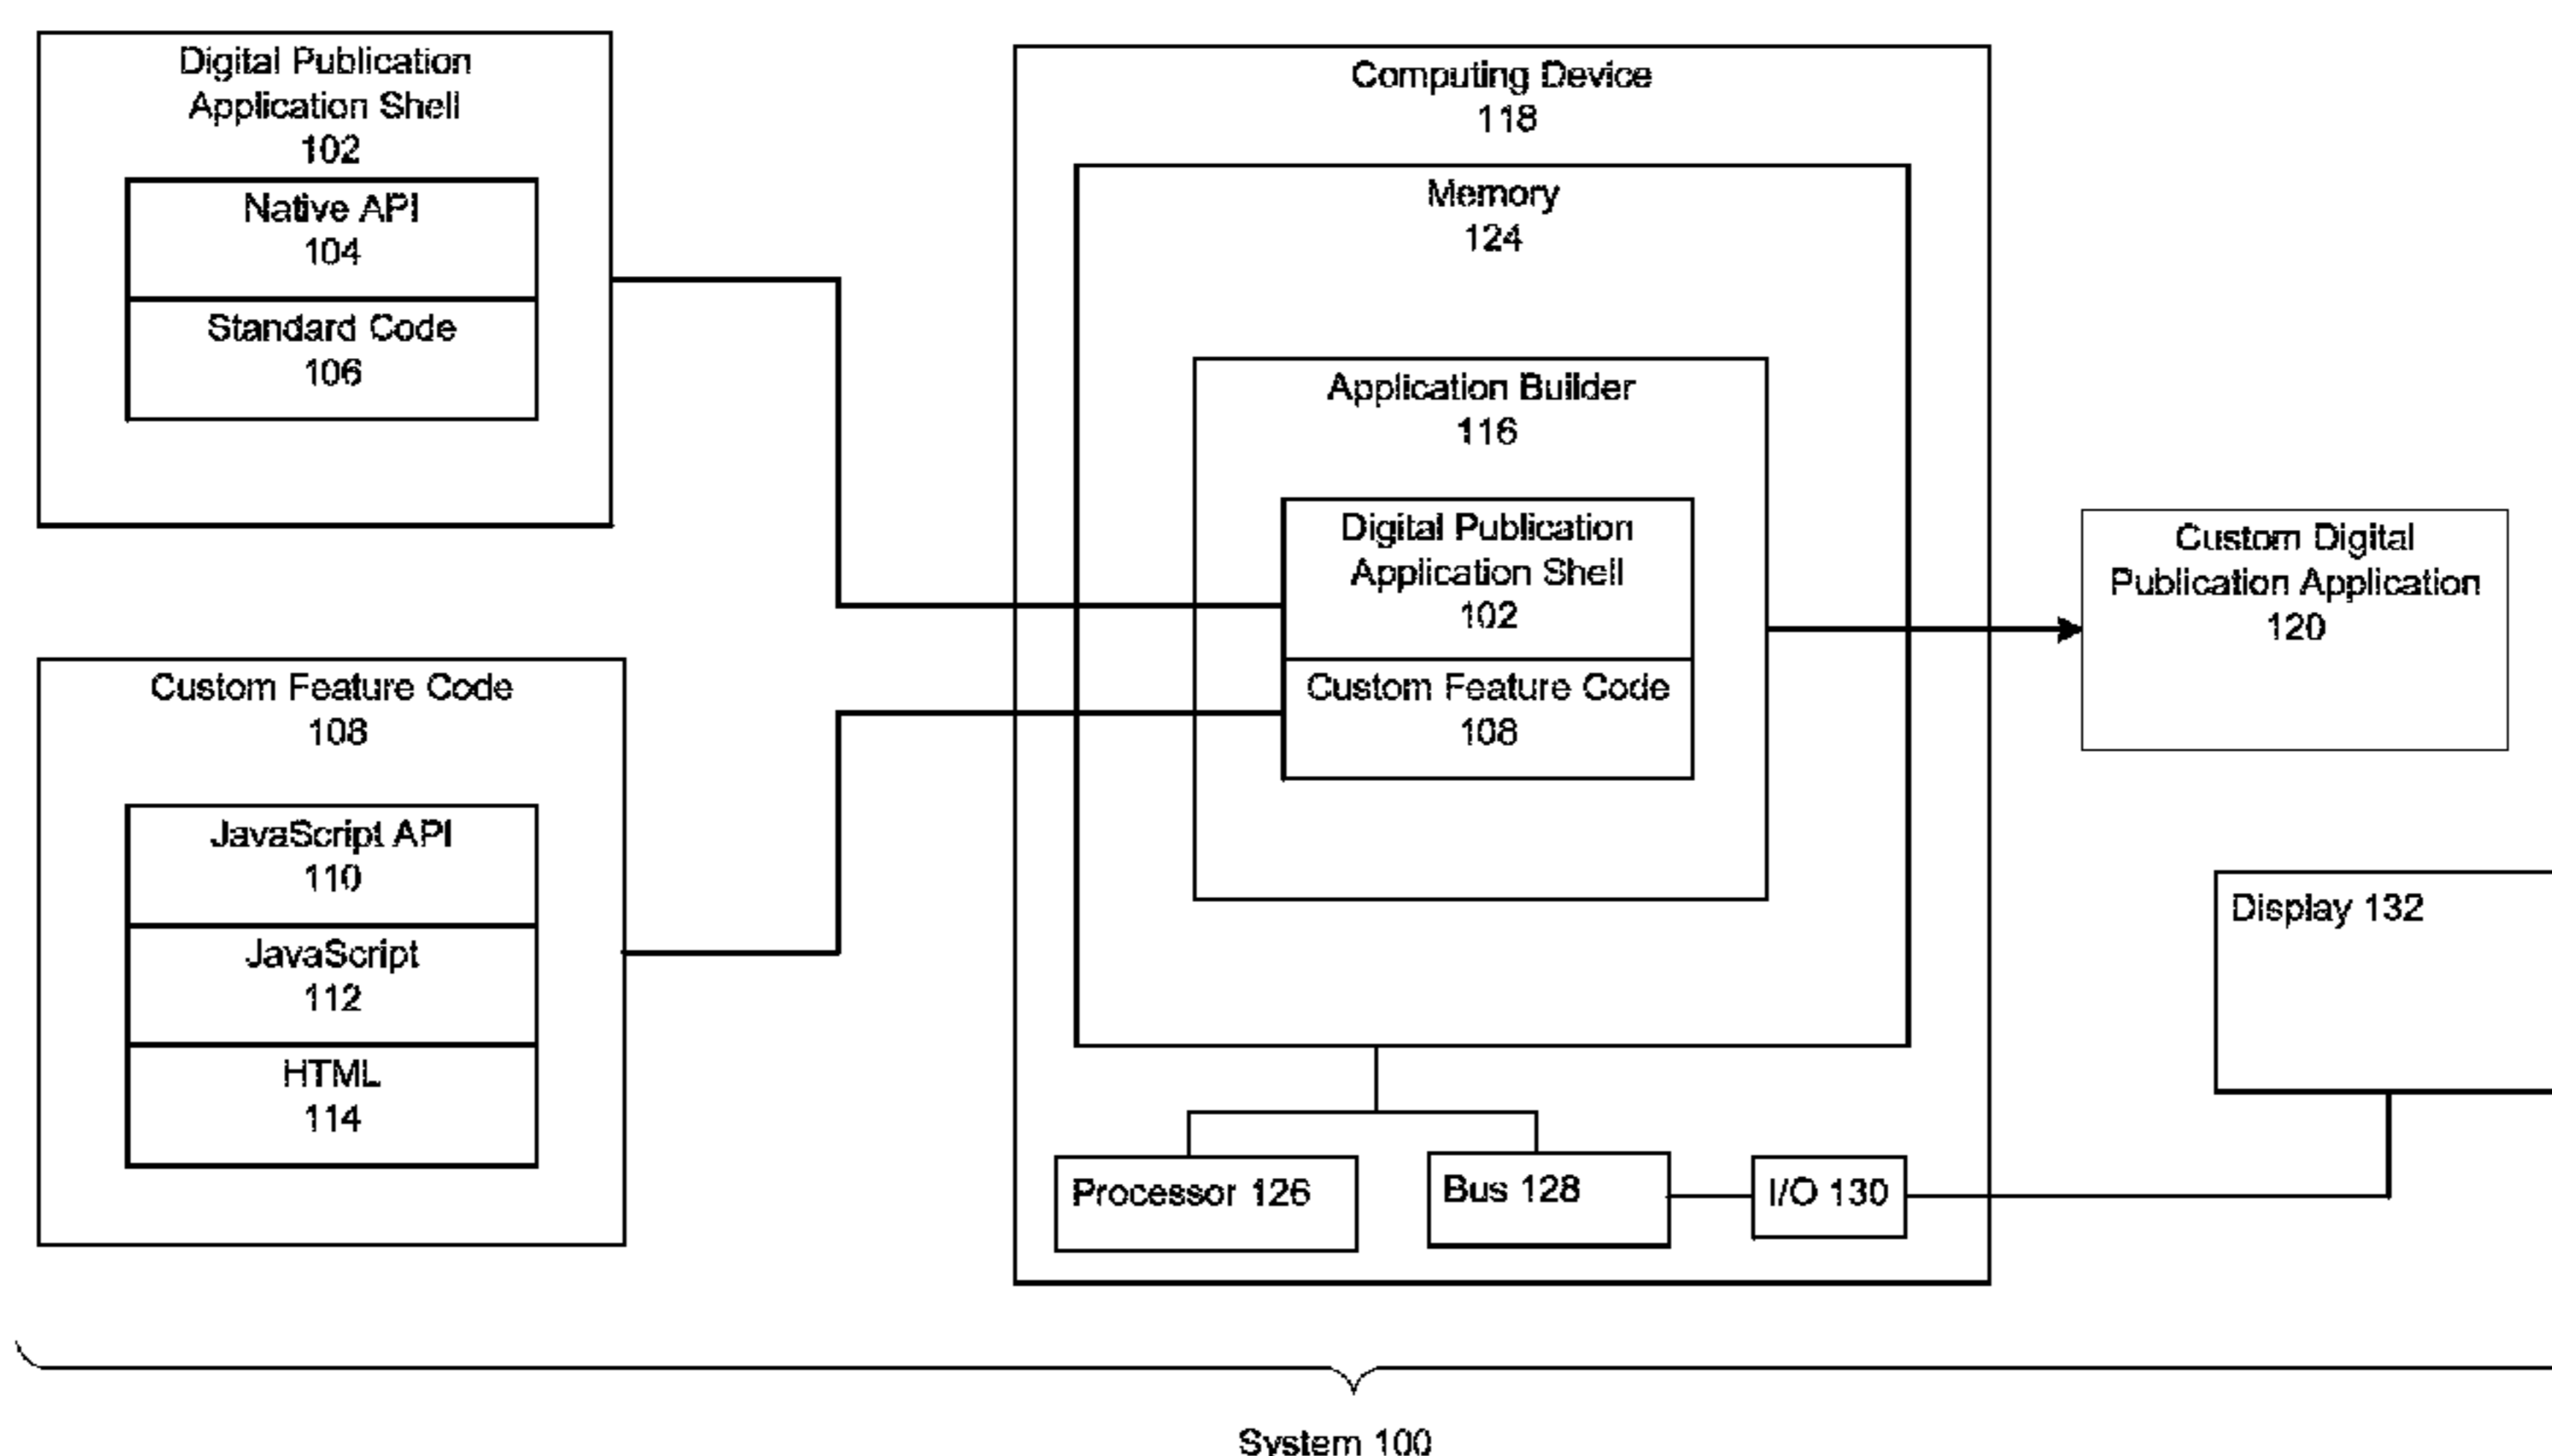 Digital Publication
Application Shell
102
Native API
104
Standard Code
106
Custom Feature Code
108
JavaScript API
110
JavaScript
112
HTML
114
Computing Device
118
Memory
124
Application Builder
116
Digital Publication
Application Shell
102
Custom Feature Code
108
Processor 126
Bus 128
I/O 130
Custom Digital
Publication Application
120
Display 132
System 100